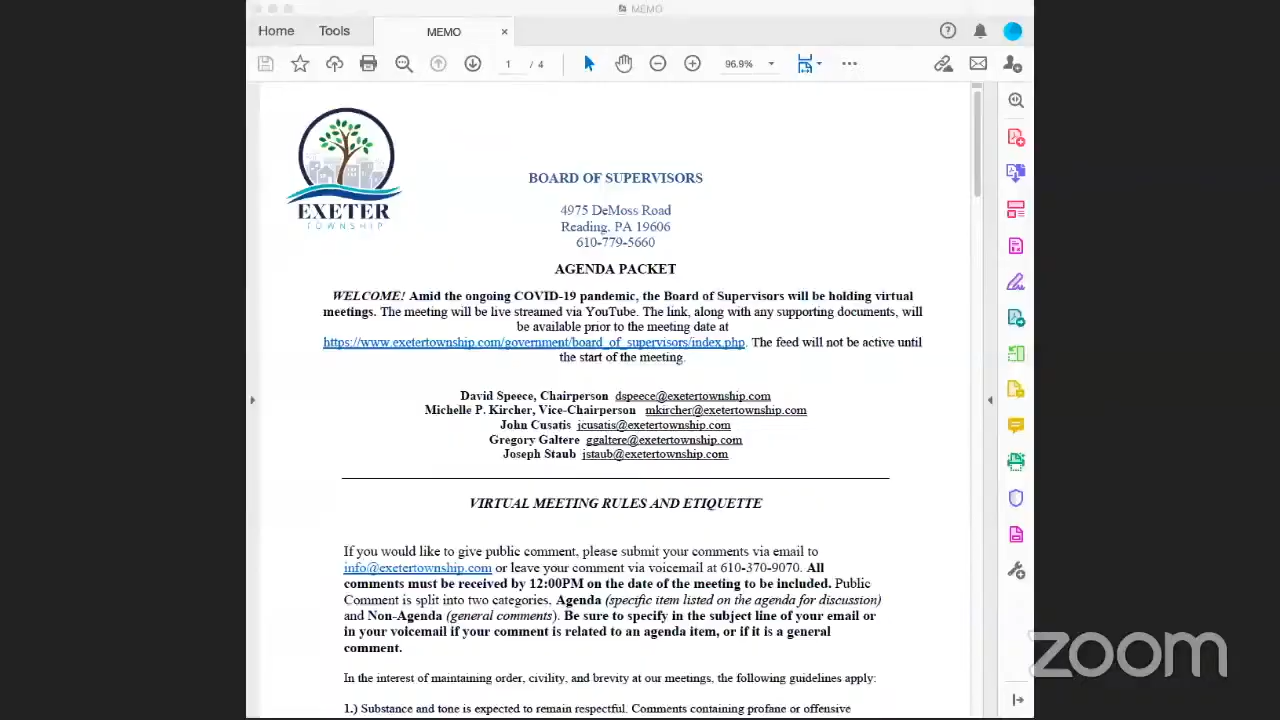 MEMO
Home Tools MEMO ×
1 / 4 96.9%
EXETER
TOWNSHIP
BOARD OF SUPERVISORS
4975 DeMoss Road
Reading, PA 19606
610-779-5660
AGENDA PACKET
WELCOME! Amid the ongoing COVID-19 pandemic, the Board of Supervisors will be holding virtual
meetings. The meeting will be live streamed via YouTube. The link, along with any supporting documents, will
be available prior to the meeting date at
https://www.exetertownship.com/government/board_of_supervisors/index.php. The feed will not be active until
the start of the meeting.
David Speece, Chairperson dspeece@exetertownship.com
Michelle P. Kircher, Vice-Chairperson mkircher@exetertownship.com
John Cusatis jcusatis@exetertownship.com
Gregory Galtere ggaltere@exetertownship.com
Joseph Staub jstaub@exetertownship.com
VIRTUAL MEETING RULES AND ETIQUETTE
If you would like to give public comment, please submit your comments via email to
info@exetertownship.com or leave your comment via voicemail at 610-370-9070. All
comments must be received by 12:00PM on the date of the meeting to be included. Public
Comment is split into two categories. Agenda (specific item listed on the agenda for discussion)
and Non-Agenda (general comments). Be sure to specify in the subject line of your email or
in your voicemail if your comment is related to an agenda item, or if it is a general
comment.
In the interest of maintaining order, civility, and brevity at our meetings, the following guidelines apply:
1.) Substance and tone is expected to remain respectful. Comments containing profane or offensive
zoom